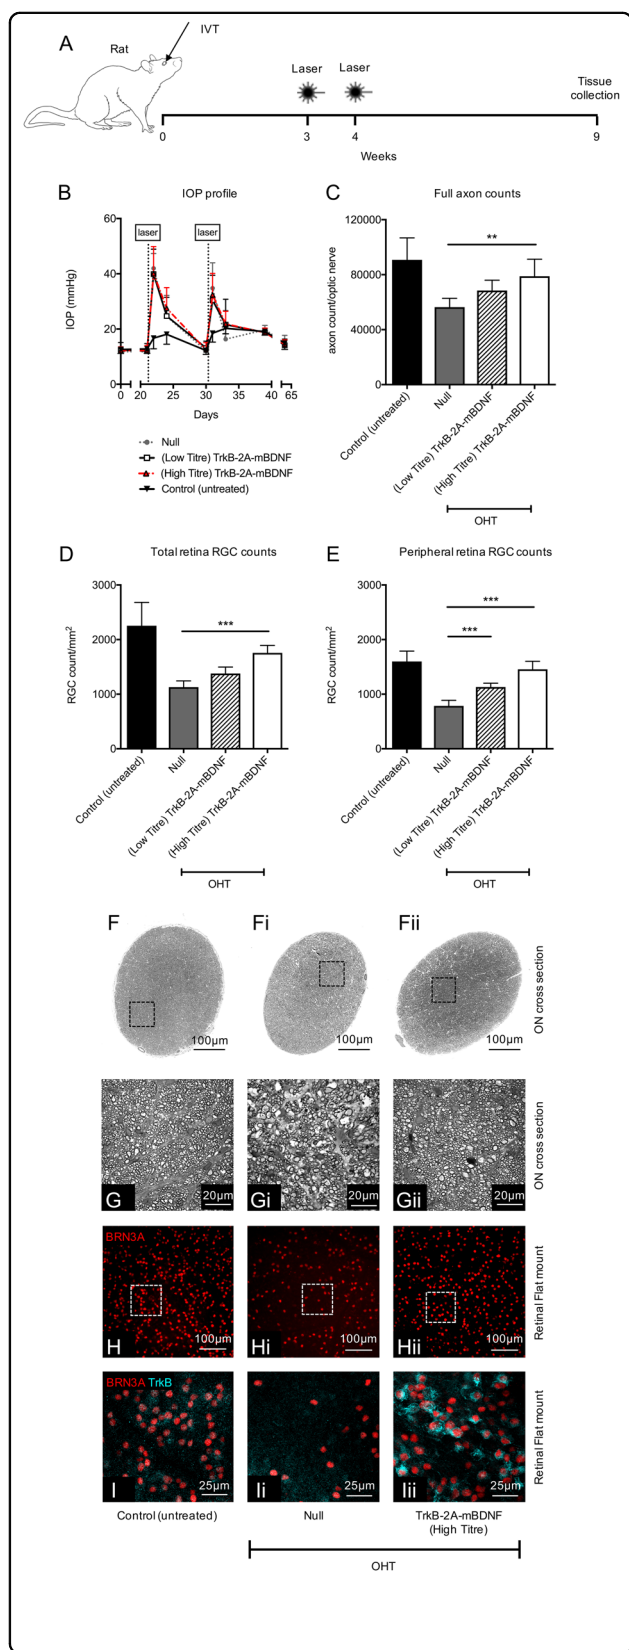 A
IVT
Rat
Laser
Laser
Tissue
collection
0
3
4
9
Weeks
B
IOP profile
laser
laser
60
40
20
0
IOP (mmHg)
0
20
25
30
35
40
65
Days
Null
(Low Titre) TrkB-2A-mBDNF
(High Titre) TrkB-2A-mBDNF
Control (untreated)
C
Full axon counts
120000
80000
40000
0
axon count/optic nerve
**
Control (untreated)
Null
(Low Titre) TrkB-2A-mBDNF
(High Titre) TrkB-2A-mBDNF
OHT
D
Total retina RGC counts
3000
2000
1000
0
RGC count/mm²
***
Control (untreated)
Null
(Low Titre) TrkB-2A-mBDNF
(High Titre) TrkB-2A-mBDNF
OHT
E
Peripheral retina RGC counts
3000
2000
1000
0
RGC count/mm²
***
***
Control (untreated)
Null
(Low Titre) TrkB-2A-mBDNF
(High Titre) TrkB-2A-mBDNF
OHT
F
100µm
Fi
100µm
Fii
100µm
ON cross section
G
20µm
Gi
20µm
Gii
20µm
ON cross section
BRN3A
H
100µm
Hi
100µm
Hii
100µm
Retinal Flat mount
BRN3A TrkB
I
25µm
Ii
25µm
Iii
25µm
Retinal Flat mount
Control (untreated)
Null
TrkB-2A-mBDNF
(High Titre)
OHT